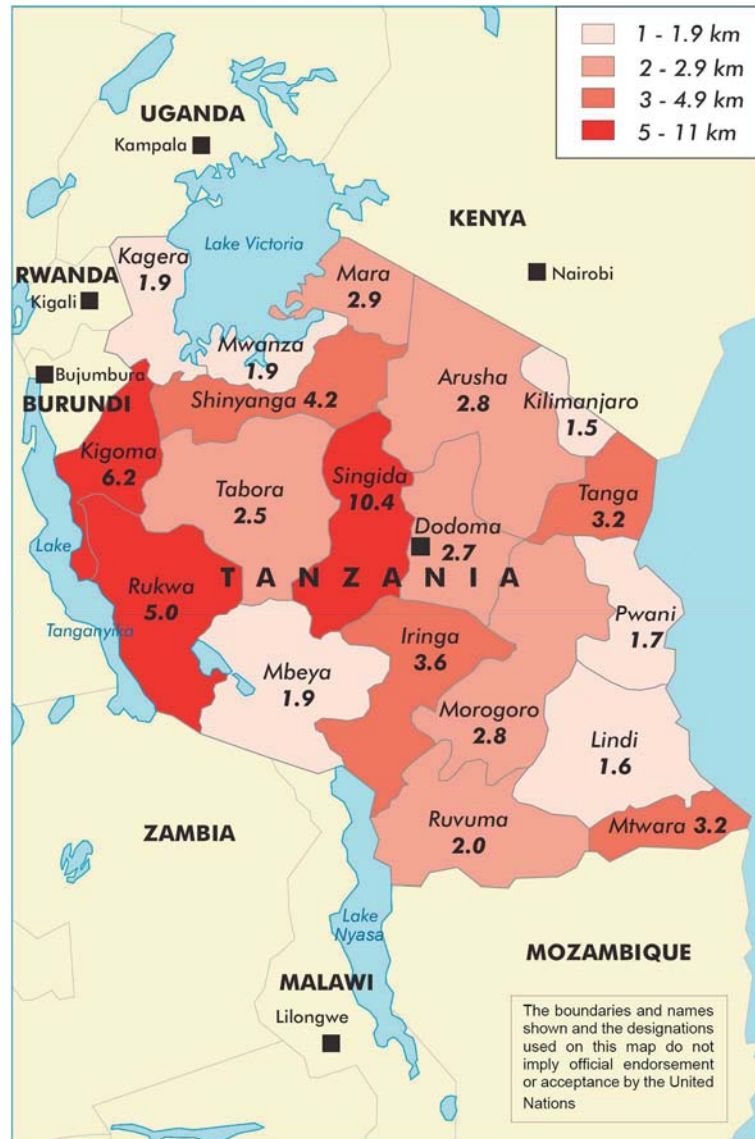 1 - 1.9 km
2 - 2.9 km
3 - 4.9 km
5 - 11 km
UGANDA
Kampala
KENYA
Lake Victoria
Kagera
1.9
Mara
2.9
RWANDA
Kigali
Nairobi
Mwanza
1.9
Bujumbura
BURUNDI
Shinyanga 4.2
Arusha
2.8
Kilimanjaro
1.5
Kigoma
6.2
Tabora
2.5
Singida
10.4
Tanga
3.2
Dodoma
2.7
Lake
Tanganyika
Rukwa
5.0
TANZANIA
Pwani
1.7
Iringa
3.6
Mbeya
1.9
Morogoro
2.8
Lindi
1.6
ZAMBIA
Ruvuma
2.0
Mtwara 3.2
Lake
Nyasa
MOZAMBIQUE
MALAWI
Lilongwe
The boundaries and names
shown and the designations
used on this map do not
imply official endorsement
or acceptance by the United
Nations